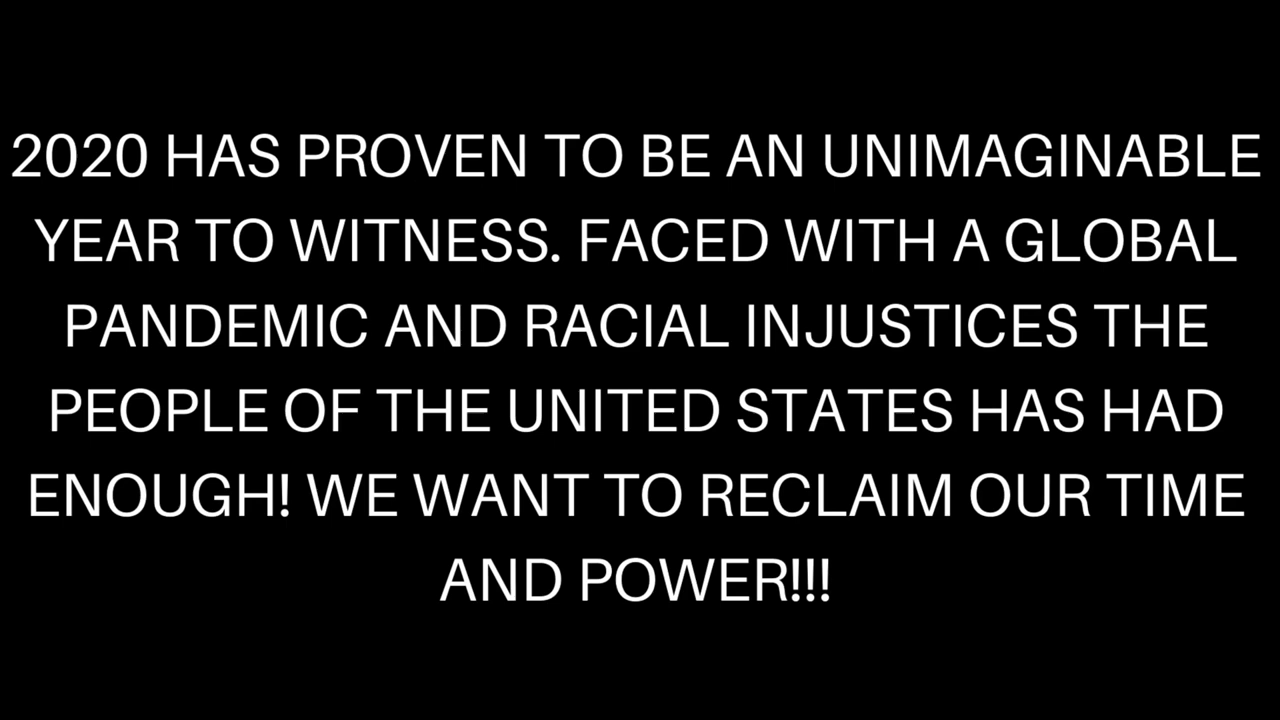 2020 HAS PROVEN TO BE AN UNIMAGINABLE
YEAR TO WITNESS. FACED WITH A GLOBAL
PANDEMIC AND RACIAL INJUSTICES THE
PEOPLE OF THE UNITED STATES HAS HAD
ENOUGH! WE WANT TO RECLAIM OUR TIME
AND POWER!!!